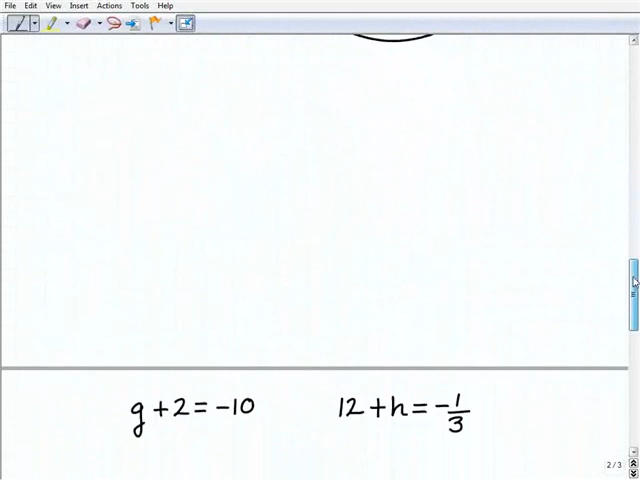 File Edit View Insert Actions Tools Help
g + 2 = -10 12 + h = -1/3
2 / 3